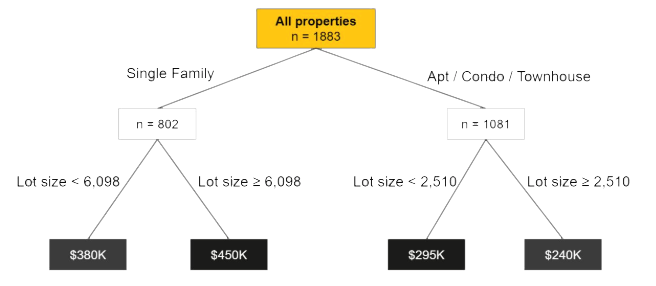 All properties
n = 1883
Single Family
Apt / Condo / Townhouse
n = 802
n = 1081
Lot size < 6,098
Lot size ≥ 6,098
Lot size < 2,510
Lot size ≥ 2,510
$380K
$450K
$295K
$240K